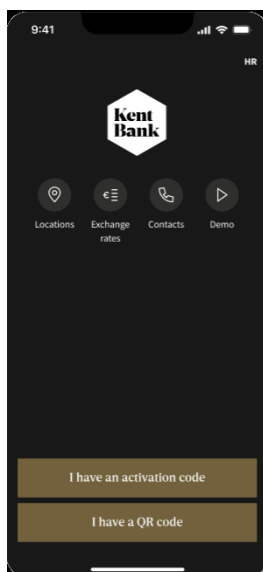 9:41
HR
Kent
Bank
Locations
Exchange
rates
Contacts
Demo
I have an activation code
I have a QR code